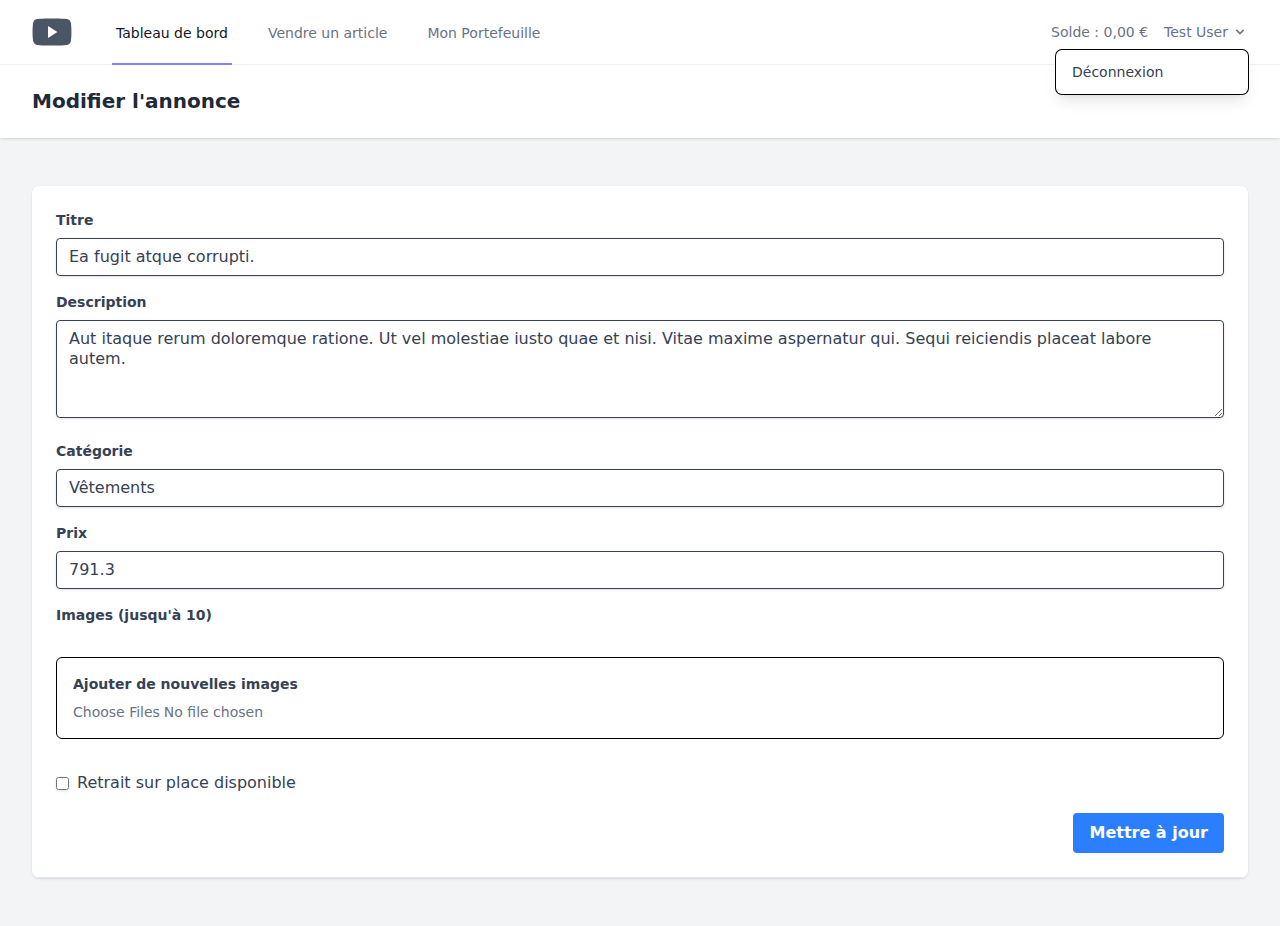 Tableau de bord
Vendre un article
Mon Portefeuille
Solde : 0,00 €
Test User
Déconnexion
Modifier l'annonce
Titre
Ea fugit atque corrupti.
Description
Aut itaque rerum doloremque ratione. Ut vel molestiae iusto quae et nisi. Vitae maxime aspernatur qui. Sequi reiciendis placeat labore
autem.
Catégorie
Vêtements
Prix
791.3
Images (jusqu'à 10)
Ajouter de nouvelles images
Choose Files No file chosen
Retrait sur place disponible
Mettre à jour